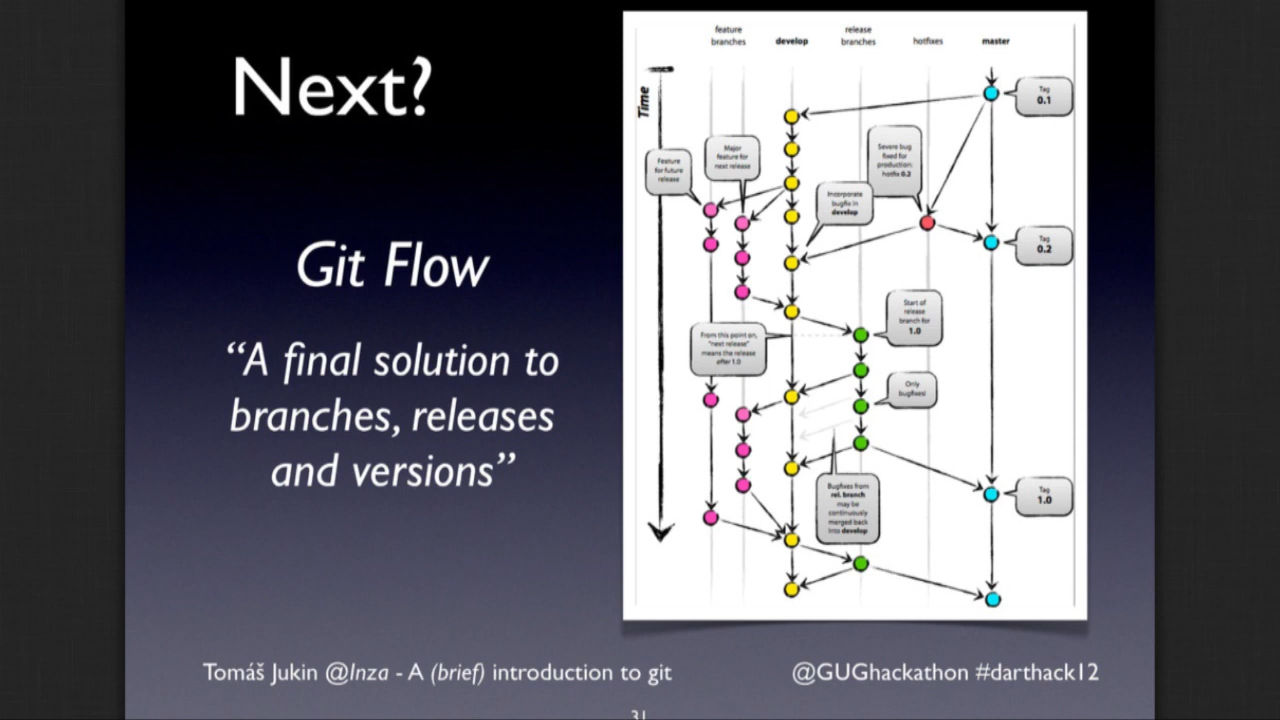 Next?
Git Flow
“A final solution to
branches, releases
and versions”
feature
branches
develop
release
branches
hotfixes
master
Time
Tag
0.1
Major
feature for
next release
Feature
for future
release
Severe bug
fixed for
production:
hotfix 0.2
Incorporate
bugfix in
develop
Tag
0.2
Start of
release
branch for
1.0
From this point on,
"next release"
means the release
after 1.0
Only
bugfixes!
Bugfixes from
rel. branch
may be
continuously
merged back
into develop
Tag
1.0
Tomáš Jukin @Inza - A (brief) introduction to git
@GUGhackathon #darthack12
31